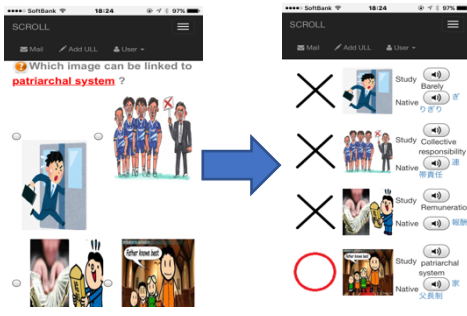 SoftBank 18:24 97%
SCROLL
Mail Add ULL User
Which image can be linked to
patriarchal system ?
Father knows best
SoftBank 18:24 97%
SCROLL
Mail Add ULL User
Study
Barely
Native ぎ
りぎり
Study
Collective
responsibility
Native 連
帯責任
Study
Remuneratio
Native 報酬
Father knows best
Study
patriarchal
system
Native 家
父長制